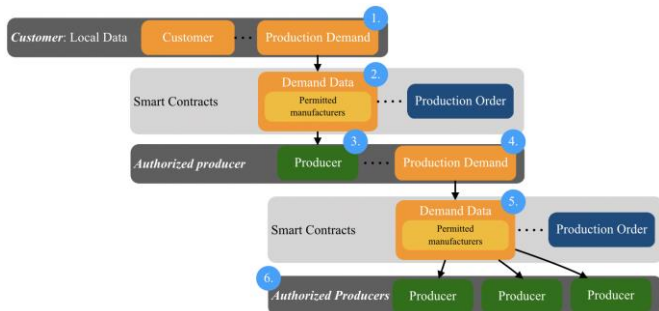 1.
Customer: Local Data
Customer
Production Demand
2.
Smart Contracts
Demand Data
Permitted
manufacturers
Production Order
3.
4.
Authorized producer
Producer
Production Demand
5.
Smart Contracts
Demand Data
Permitted
manufacturers
Production Order
6.
Authorized Producers
Producer
Producer
Producer